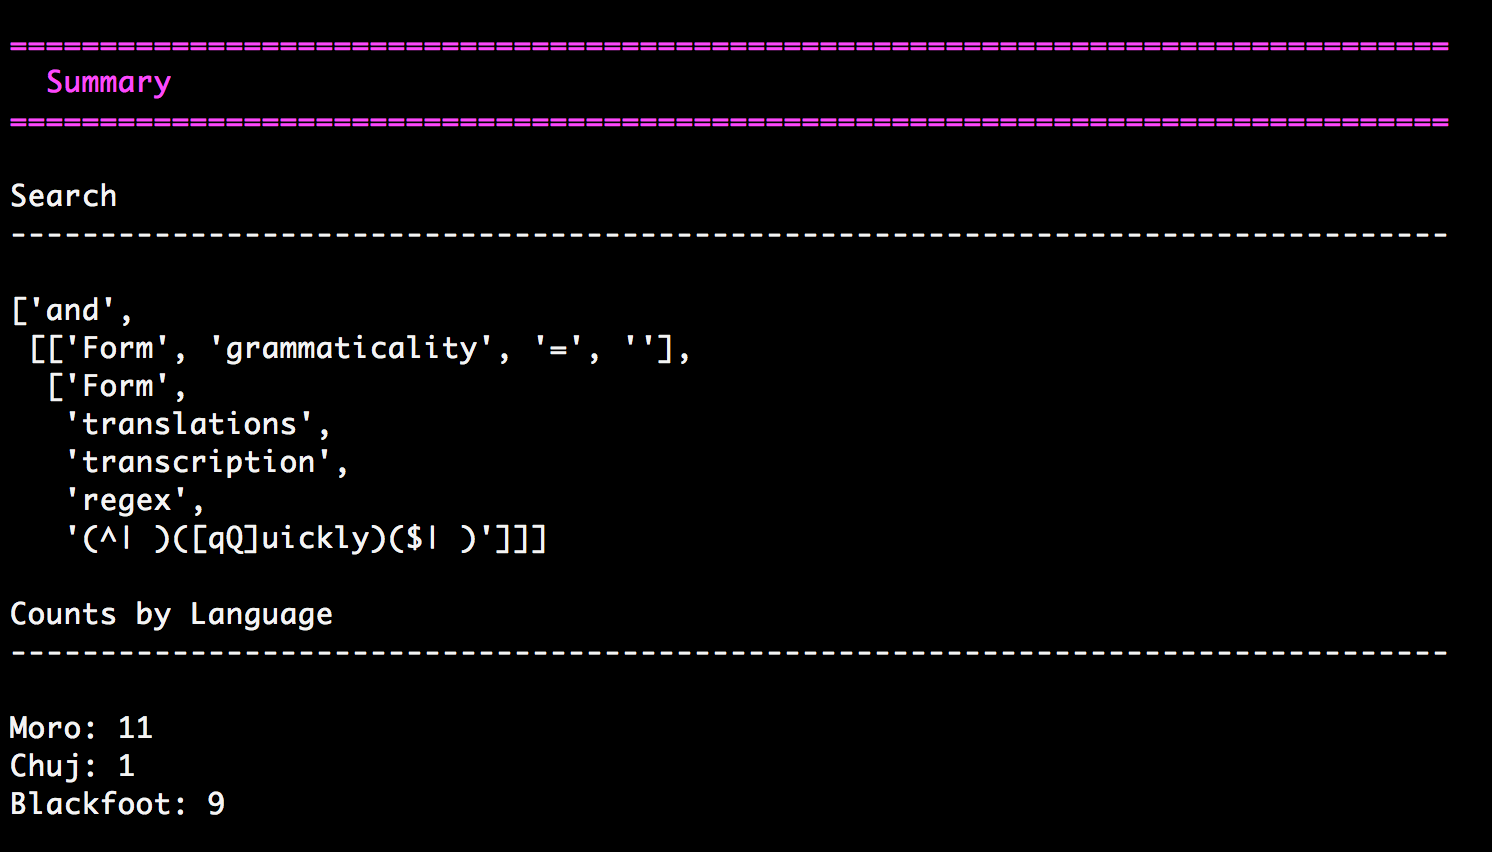 ================================================================================
  Summary
================================================================================
Search
--------------------------------------------------------------------------------
['and',
 [['Form', 'grammaticality', '=', ''],
  ['Form',
   'translations',
   'transcription',
   'regex',
   '(^| )([qQ]uickly)($| )']]]
Counts by Language
--------------------------------------------------------------------------------
Moro: 11
Chuj: 1
Blackfoot: 9